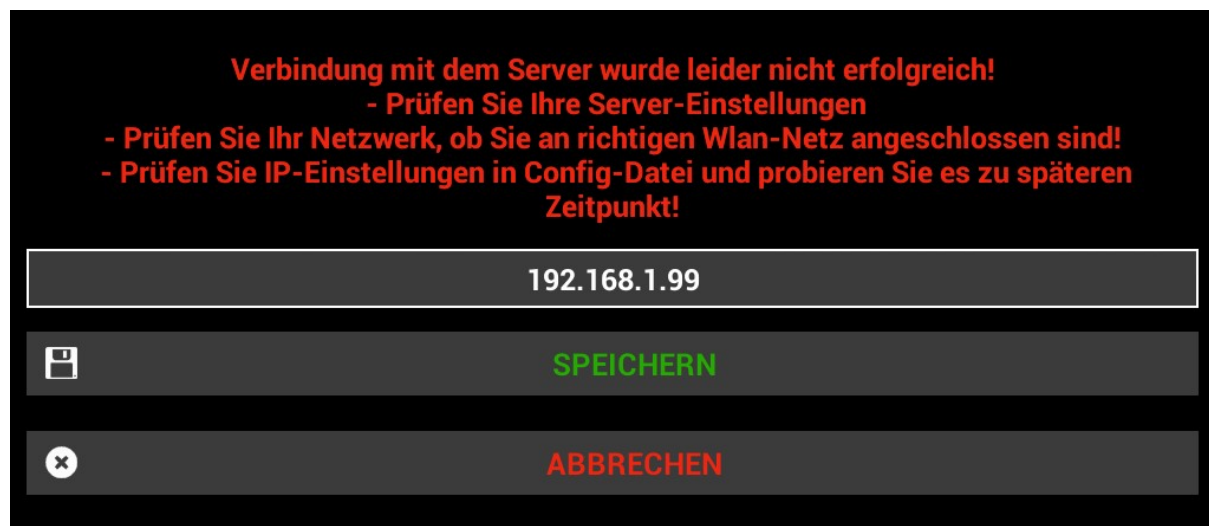 Verbindung mit dem Server wurde leider nicht erfolgreich!
- Prüfen Sie Ihre Server-Einstellungen
- Prüfen Sie Ihr Netzwerk, ob Sie an richtigen Wlan-Netz angeschlossen sind!
- Prüfen Sie IP-Einstellungen in Config-Datei und probieren Sie es zu späteren
Zeitpunkt!
192.168.1.99
SPEICHERN
ABBRECHEN